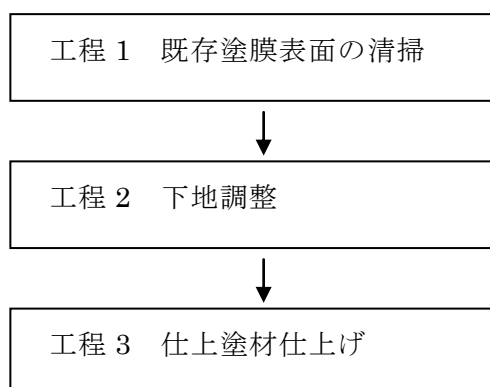 工程 1　既存塗膜表面の清掃
工程 2　下地調整
工程 3　仕上塗材仕上げ